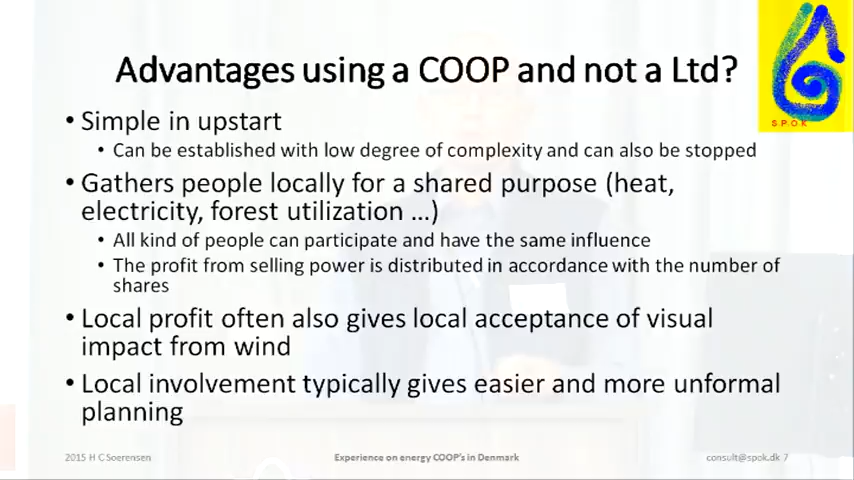 Advantages using a COOP and not a Ltd?
SPOK
• Simple in upstart
• Can be established with low degree of complexity and can also be stopped
• Gathers people locally for a shared purpose (heat,
electricity, forest utilization ...)
• All kind of people can participate and have the same influence
• The profit from selling power is distributed in accordance with the number of
shares
• Local profit often also gives local acceptance of visual
impact from wind
• Local involvement typically gives easier and more unformal
planning
2015 H C Soerensen
Experience on energy COOP's in Denmark
consult@spok.dk 7